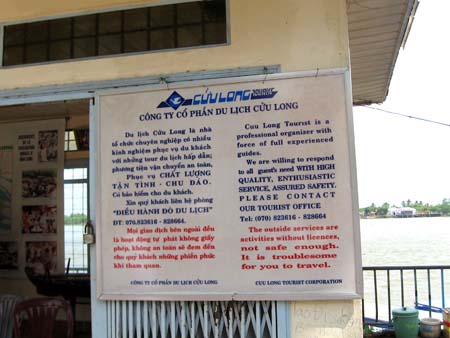 CỬU LONG TOURIST
CÔNG TY CỔ PHẦN DU LỊCH CỬU LONG
Du lịch Cửu Long là nhà
tổ chức chuyên nghiệp có nhiều
kinh nghiệm phục vụ du khách
với những tour du lịch hấp dẫn;
phương tiện vận chuyển an toàn.
Phục vụ CHẤT LƯỢNG
TẬN TÌNH - CHU ĐÁO.
Có bảo hiểm cho du khách.
Xin quý khách liên hệ phòng
"ĐIỀU HÀNH ĐÒ DU LỊCH"
ĐT: 070.823616 - 828664.
Mọi giao dịch bên ngoài đều
là hoạt động tự phát không giấy
phép, không an toàn sẽ đem đến
cho quý khách những phiền phức
khi tham quan.
CÔNG TY CỔ PHẦN DU LỊCH CỬU LONG
Cuu Long Tourist is a
professional organizer with
force of full experienced
guides.
We are willing to respond
to all guest's need WITH HIGH
QUALITY, ENTHUSIASTIC
SERVICE, ASSURED SAFETY.
PLEASE CONTACT
OUR TOURIST OFFICE
Tel: (070) 823616 - 828664
The outside services are
activities without licences,
not safe enough.
It is troublesome
for you to travel.
CUU LONG TOURIST CORPORATION